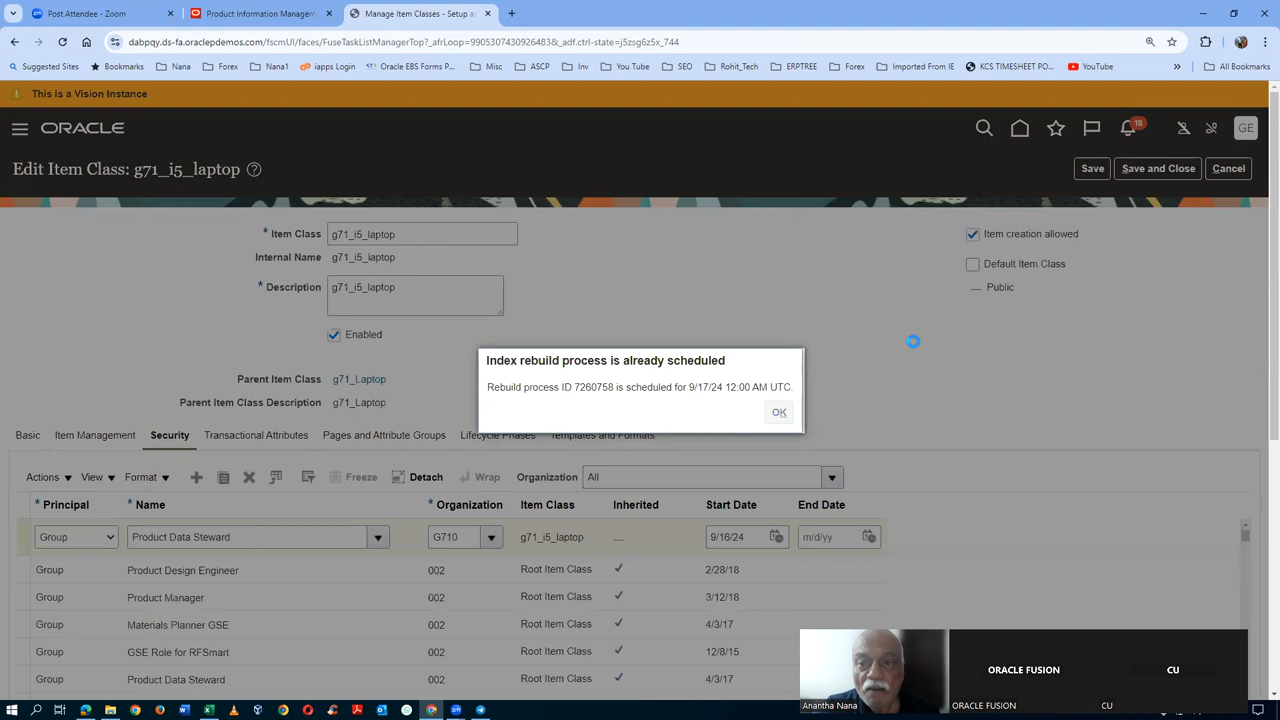 Post Attendee - Zoom
Product Information Managemen
Manage Item Classes - Setup a
dabpqy.ds-fa.oraclepdemos.com/fscmUI/faces/FuseTaskListManagerTop?_afrLoop=99053074309264838&_adf.ctrl-state=j5zsg6z5x_744
Suggested Sites
Bookmarks
Nana
Forex
Nana1
iapps Login
Oracle EBS Forms P...
Misc
ASCP
Inv
You Tube
SEO
Rohit_Tech
ERPTREE
Forex
Imported From IE
KCS TIMESHEET PO...
YouTube
»
All Bookmarks
This is a Vision Instance
ORACLE
18
GE
Edit Item Class: g71_i5_laptop
Save
Save and Close
Cancel
* Item Class g71_i5_laptop
Item creation allowed
Internal Name g71_i5_laptop
Default Item Class
* Description g71_i5_laptop
Public
Enabled
Index rebuild process is already scheduled
Rebuild process ID 7260758 is scheduled for 9/17/24 12:00 AM UTC.
OK
Parent Item Class g71_Laptop
Parent Item Class Description g71_Laptop
Basic Item Management Security Transactional Attributes Pages and Attribute Groups Lifecycle Phases Templates and Formats
Actions View Format Freeze Detach Wrap Organization All
* Principal * Name * Organization Item Class Inherited Start Date End Date
Group Product Data Steward G710 g71_i5_laptop 9/16/24 m/d/yy
Group Product Design Engineer 002 Root Item Class 2/28/18
Group Product Manager 002 Root Item Class 3/12/18
Group Materials Planner GSE 002 Root Item Class 4/3/17
Group GSE Role for RFSmart 002 Root Item Class 12/8/15
Group Product Data Steward 002 Root Item Class 4/3/17
ORACLE FUSION
CU
Anantha Nana
ORACLE FUSION
CU